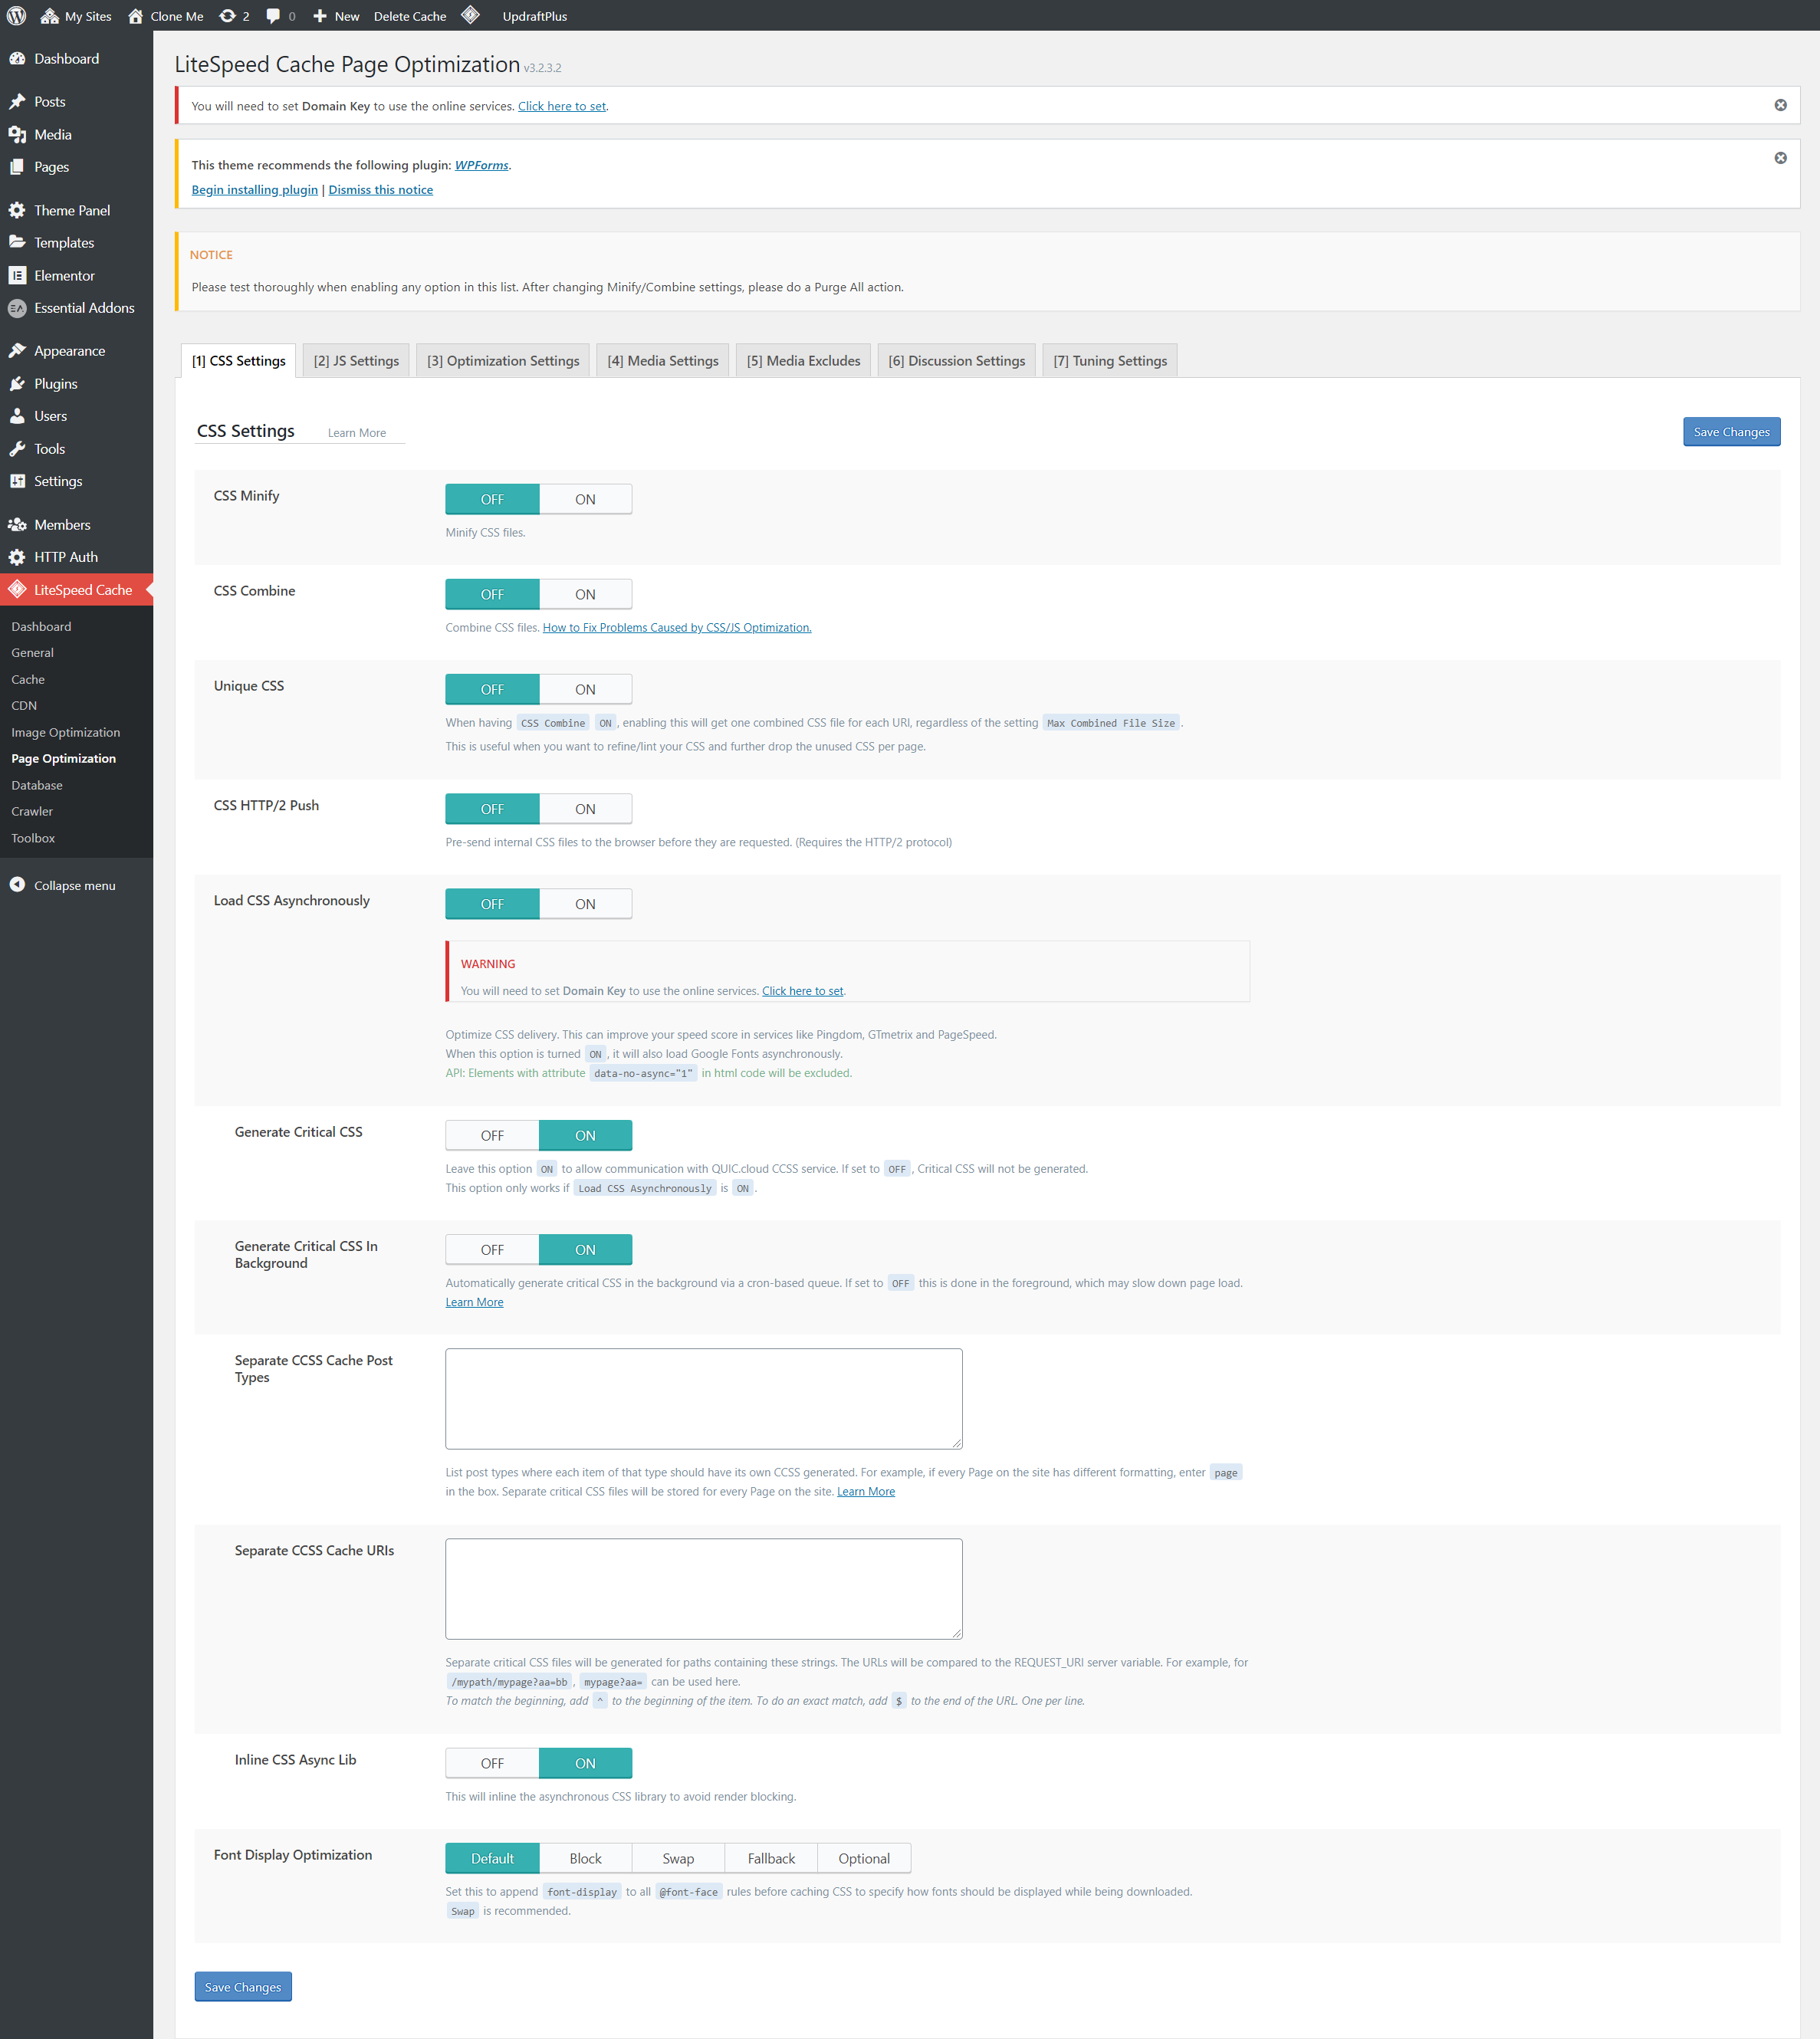 My Sites Clone Me 2 0 New Delete Cache UpdraftPlus
Dashboard
Posts
Media
Pages
Theme Panel
Templates
Elementor
Essential Addons
Appearance
Plugins
Users
Tools
Settings
Members
HTTP Auth
LiteSpeed Cache
Dashboard
General
Cache
CDN
Image Optimization
Page Optimization
Database
Crawler
Toolbox
Collapse menu
LiteSpeed Cache Page Optimization v3.2.3.2
You will need to set Domain Key to use the online services. Click here to set.
This theme recommends the following plugin: WPForms.
Begin installing plugin | Dismiss this notice
NOTICE
Please test thoroughly when enabling any option in this list. After changing Minify/Combine settings, please do a Purge All action.
[1] CSS Settings [2] JS Settings [3] Optimization Settings [4] Media Settings [5] Media Excludes [6] Discussion Settings [7] Tuning Settings
CSS Settings Learn More Save Changes
CSS Minify OFF ON
Minify CSS files.
CSS Combine OFF ON
Combine CSS files. How to Fix Problems Caused by CSS/JS Optimization.
Unique CSS OFF ON
When having CSS Combine ON , enabling this will get one combined CSS file for each URI, regardless of the setting Max Combined File Size .
This is useful when you want to refine/lint your CSS and further drop the unused CSS per page.
CSS HTTP/2 Push OFF ON
Pre-send internal CSS files to the browser before they are requested. (Requires the HTTP/2 protocol)
Load CSS Asynchronously OFF ON
WARNING
You will need to set Domain Key to use the online services. Click here to set.
Optimize CSS delivery. This can improve your speed score in services like Pingdom, GTmetrix and PageSpeed.
When this option is turned ON , it will also load Google Fonts asynchronously.
API: Elements with attribute data-no-async="1" in html code will be excluded.
Generate Critical CSS OFF ON
Leave this option ON to allow communication with QUIC.cloud CCSS service. If set to OFF , Critical CSS will not be generated.
This option only works if Load CSS Asynchronously is ON .
Generate Critical CSS In
Background OFF ON
Automatically generate critical CSS in the background via a cron-based queue. If set to OFF this is done in the foreground, which may slow down page load.
Learn More
Separate CCSS Cache Post
Types
List post types where each item of that type should have its own CCSS generated. For example, if every Page on the site has different formatting, enter page
in the box. Separate critical CSS files will be stored for every Page on the site. Learn More
Separate CCSS Cache URIs
Separate critical CSS files will be generated for paths containing these strings. The URLs will be compared to the REQUEST_URI server variable. For example, for
/mypath/mypage?aa=bb , mypage?aa= can be used here.
To match the beginning, add ^ to the beginning of the item. To do an exact match, add $ to the end of the URL. One per line.
Inline CSS Async Lib OFF ON
This will inline the asynchronous CSS library to avoid render blocking.
Font Display Optimization Default Block Swap Fallback Optional
Set this to append font-display to all @font-face rules before caching CSS to specify how fonts should be displayed while being downloaded.
Swap is recommended.
Save Changes